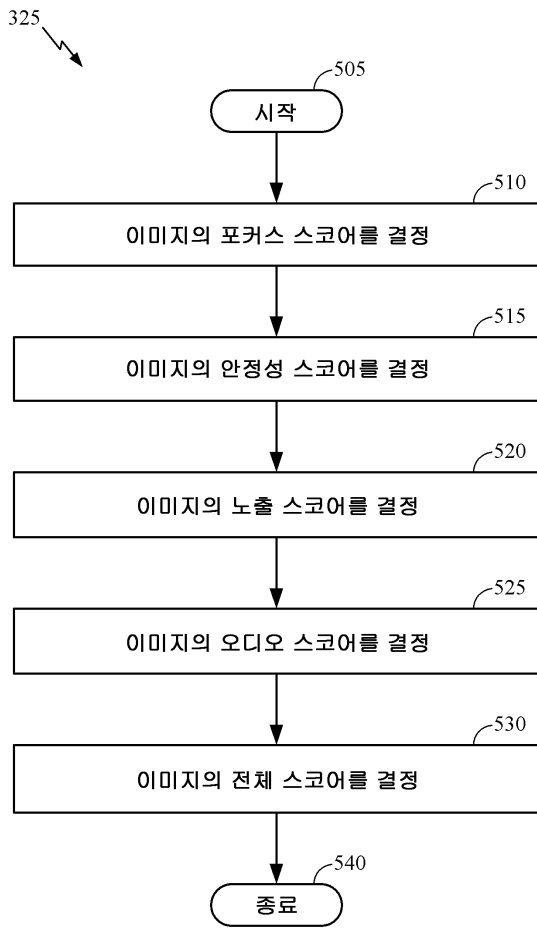 325
505
시작
510
이미지의 포커스 스코어를 결정
515
이미지의 안정성 스코어를 결정
520
이미지의 노출 스코어를 결정
525
이미지의 오디오 스코어를 결정
530
이미지의 전체 스코어를 결정
540
종료